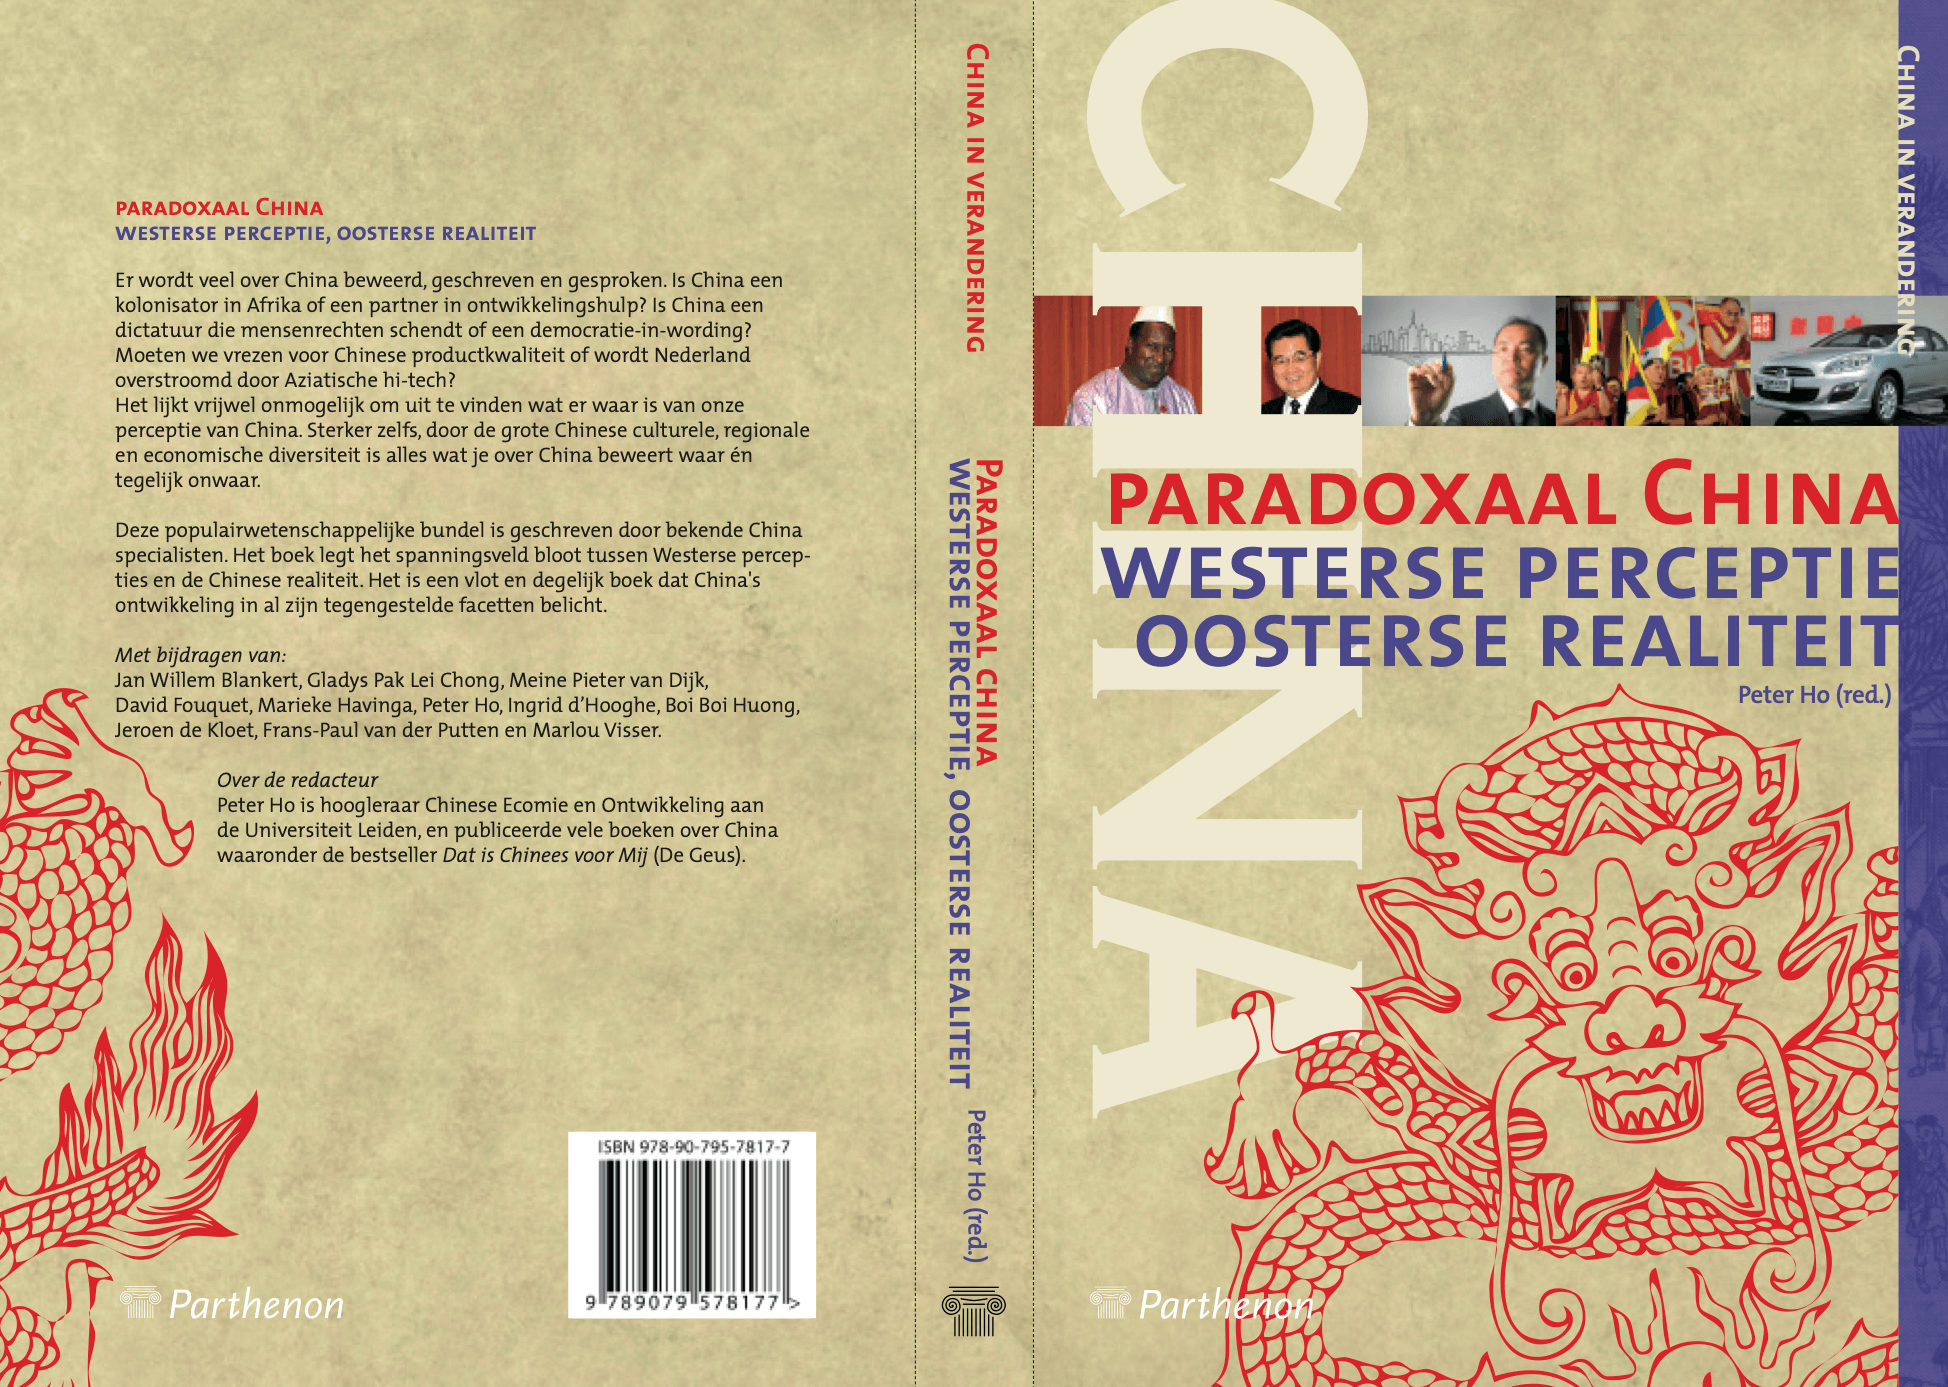 PARADOXAAL CHINA
WESTERSE PERCEPTIE, OOSTERSE REALITEIT
Er wordt veel over China beweerd, geschreven en gesproken. Is China een
kolonisator in Afrika of een partner in ontwikkelingshulp? Is China een
dictatuur die mensenrechten schendt of een democratie-in-wording?
Moeten we vrezen voor Chinese productkwaliteit of wordt Nederland
overstroomd door Aziatische hi-tech?
Het lijkt vrijwel onmogelijk om uit te vinden wat er waar is van onze
perceptie van China. Sterker zelfs, door de grote Chinese culturele, regionale
en economische diversiteit is alles wat je over China beweert waar én
tegelijk onwaar.
Deze populairwetenschappelijke bundel is geschreven door bekende China
specialisten. Het boek legt het spanningsveld bloot tussen Westerse percep-
ties en de Chinese realiteit. Het is een vlot en degelijk boek dat China's
ontwikkeling in al zijn tegengestelde facetten belicht.
Met bijdragen van:
Jan Willem Blankert, Gladys Pak Lei Chong, Meine Pieter van Dijk,
David Fouquet, Marieke Havinga, Peter Ho, Ingrid d'Hooghe, Boi Boi Huong,
Jeroen de Kloet, Frans-Paul van der Putten en Marlou Visser.
Over de redacteur
Peter Ho is hoogleraar Chinese Ecomie en Ontwikkeling aan
de Universiteit Leiden, en publiceerde vele boeken over China
waaronder de bestseller Dat is Chinees voor Mij (De Geus).
ISBN 978-90-795-7817-7
9 789079 578177 >
Parthenon
CHINA IN VERANDERING
PARADOXAAL CHINA
WESTERSE PERCEPTIE, OOSTERSE REALITEIT
Peter Ho (red.)
CHINA
CHINA IN VERANDERING
PARADOXAAL CHINA
WESTERSE PERCEPTIE
OOSTERSE REALITEIT
Peter Ho (red.)
Parthenon